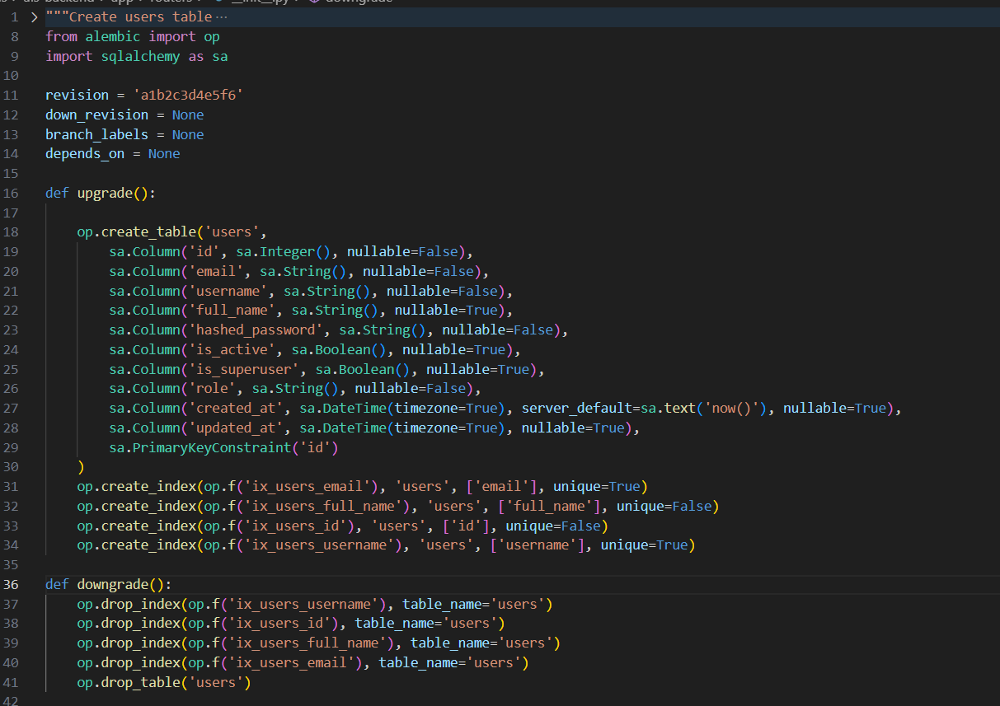 dis-backend > app > routers > __init__.py > downgrade
1 > """Create users table ...
8 from alembic import op
9 import sqlalchemy as sa
10
11 revision = 'a1b2c3d4e5f6'
12 down_revision = None
13 branch_labels = None
14 depends_on = None
15
16 def upgrade():
17
18     op.create_table('users',
19         sa.Column('id', sa.Integer(), nullable=False),
20         sa.Column('email', sa.String(), nullable=False),
21         sa.Column('username', sa.String(), nullable=False),
22         sa.Column('full_name', sa.String(), nullable=True),
23         sa.Column('hashed_password', sa.String(), nullable=False),
24         sa.Column('is_active', sa.Boolean(), nullable=True),
25         sa.Column('is_superuser', sa.Boolean(), nullable=True),
26         sa.Column('role', sa.String(), nullable=False),
27         sa.Column('created_at', sa.DateTime(timezone=True), server_default=sa.text('now()'), nullable=True),
28         sa.Column('updated_at', sa.DateTime(timezone=True), nullable=True),
29         sa.PrimaryKeyConstraint('id')
30     )
31     op.create_index(op.f('ix_users_email'), 'users', ['email'], unique=True)
32     op.create_index(op.f('ix_users_full_name'), 'users', ['full_name'], unique=False)
33     op.create_index(op.f('ix_users_id'), 'users', ['id'], unique=False)
34     op.create_index(op.f('ix_users_username'), 'users', ['username'], unique=True)
35
36 def downgrade():
37     op.drop_index(op.f('ix_users_username'), table_name='users')
38     op.drop_index(op.f('ix_users_id'), table_name='users')
39     op.drop_index(op.f('ix_users_full_name'), table_name='users')
40     op.drop_index(op.f('ix_users_email'), table_name='users')
41     op.drop_table('users')
42